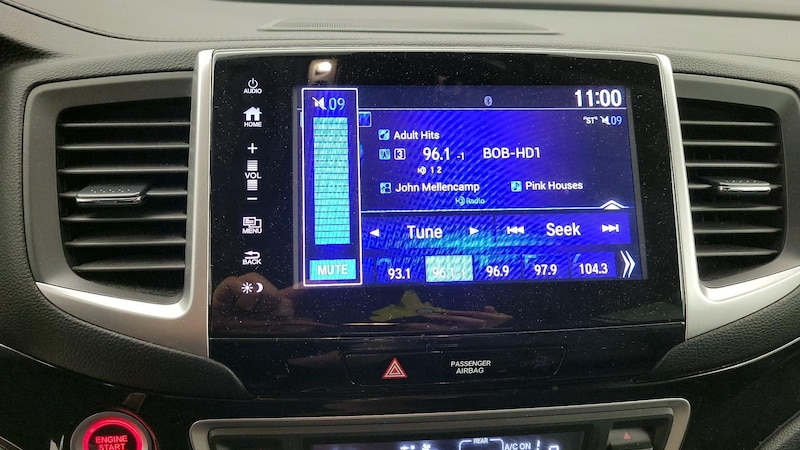 AUDIO
HOME
+
VOL
−
MENU
BACK
09
MUTE
11:00
"ST" 09
Adult Hits
3 96.1 -1 BOB-HD1
HD 1 2
John Mellencamp Pink Houses
HD Radio
Tune Seek
93.1 96.1 96.9 97.9 104.3
PASSENGER
AIRBAG
ENGINE
START
REAR
A/C ON